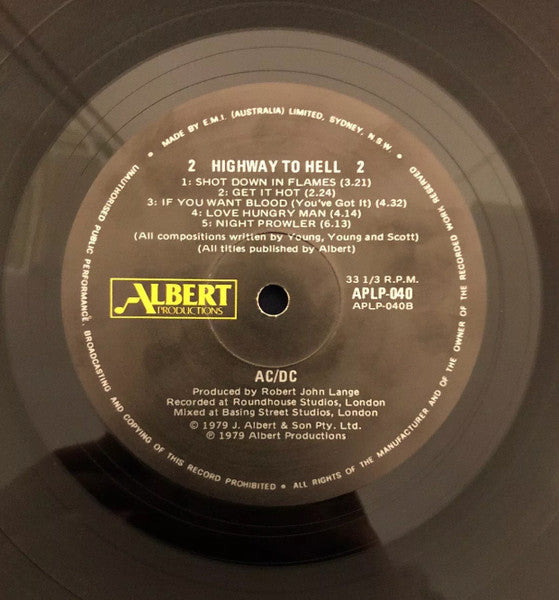 • MADE BY E.M.I. (AUSTRALIA) LIMITED, SYDNEY, N.S.W. •
2 HIGHWAY TO HELL 2
1: SHOT DOWN IN FLAMES (3.21)
2: GET IT HOT (2.24)
3: IF YOU WANT BLOOD (You've Got It) (4.32)
4: LOVE HUNGRY MAN (4.14)
5: NIGHT PROWLER (6.13)
(All compositions written by Young, Young and Scott)
(All titles published by Albert)
ALBERT
PRODUCTIONS
33 1/3 R.P.M.
APLP-040
APLP-040B
AC/DC
Produced by Robert John Lange
Recorded at Roundhouse Studios, London
Mixed at Basing Street Studios, London
© 1979 J. Albert & Son Pty. Ltd.
℗ 1979 Albert Productions
UNAUTHORISED PUBLIC PERFORMANCE, BROADCASTING AND COPYING OF THIS RECORD PROHIBITED • ALL RIGHTS OF THE MANUFACTURER AND OF THE OWNER OF THE RECORDED WORK RESERVED